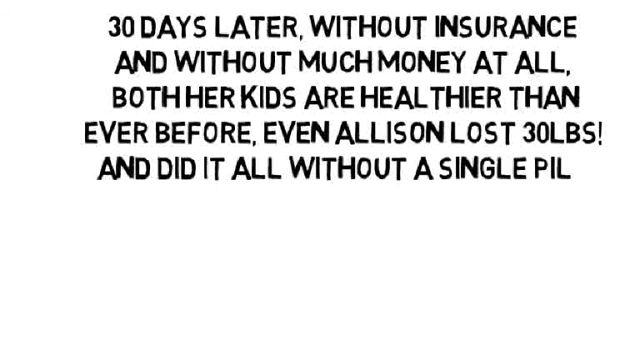 30 DAYS LATER, WITHOUT INSURANCE
AND WITHOUT MUCH MONEY AT ALL,
BOTH HER KIDS ARE HEALTHIER THAN
EVER BEFORE, EVEN ALLISON LOST 30LBS!
AND DID IT ALL WITHOUT A SINGLE PIL